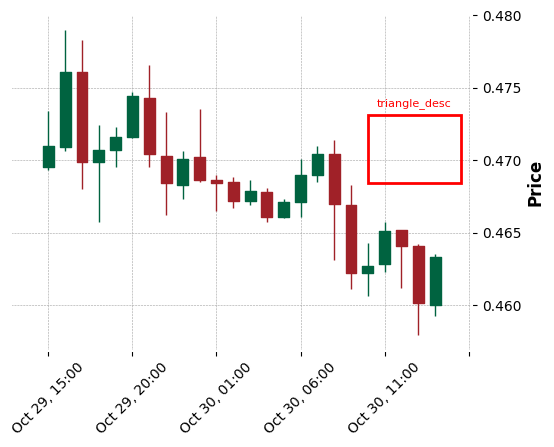 0.480
triangle_desc
0.475
0.470
Price
0.465
0.460
Oct 29, 15:00
Oct 29, 20:00
Oct 30, 01:00
Oct 30, 06:00
Oct 30, 11:00